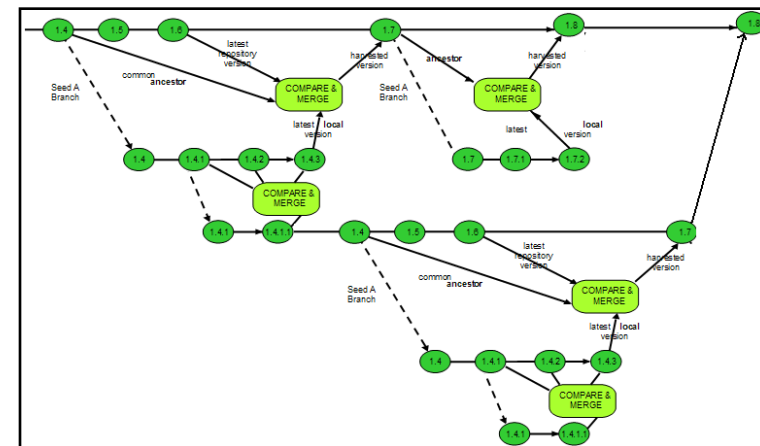 1.4
1.5
1.6
1.7
1.8
1.9
latest
repository
version
harvested
version
ancestor
harvested
version
common
ancestor
Seed A
Branch
COMPARE &
MERGE
Seed A
Branch
COMPARE &
MERGE
latest local
version
latest local
version
1.4
1.4.1
1.4.2
1.4.3
1.7
1.7.1
1.7.2
COMPARE &
MERGE
1.4.1
1.4.1.1
1.4
1.5
1.6
1.7
latest
repository
version
harvested
version
common
ancestor
Seed A
Branch
COMPARE &
MERGE
latest local
version
1.4
1.4.1
1.4.2
1.4.3
COMPARE &
MERGE
1.4.1
1.4.1.1